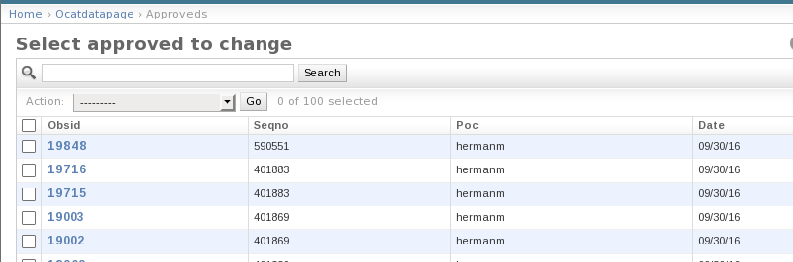 Home › Ocatdatapage › Approveds
Select approved to change
Search
Action: --------- Go 0 of 100 selected
Obsid Seqno Poc Date
19848 590551 hermanm 09/30/16
19716 401883 hermanm 09/30/16
19715 401883 hermanm 09/30/16
19003 401869 hermanm 09/30/16
19002 401869 hermanm 09/30/16